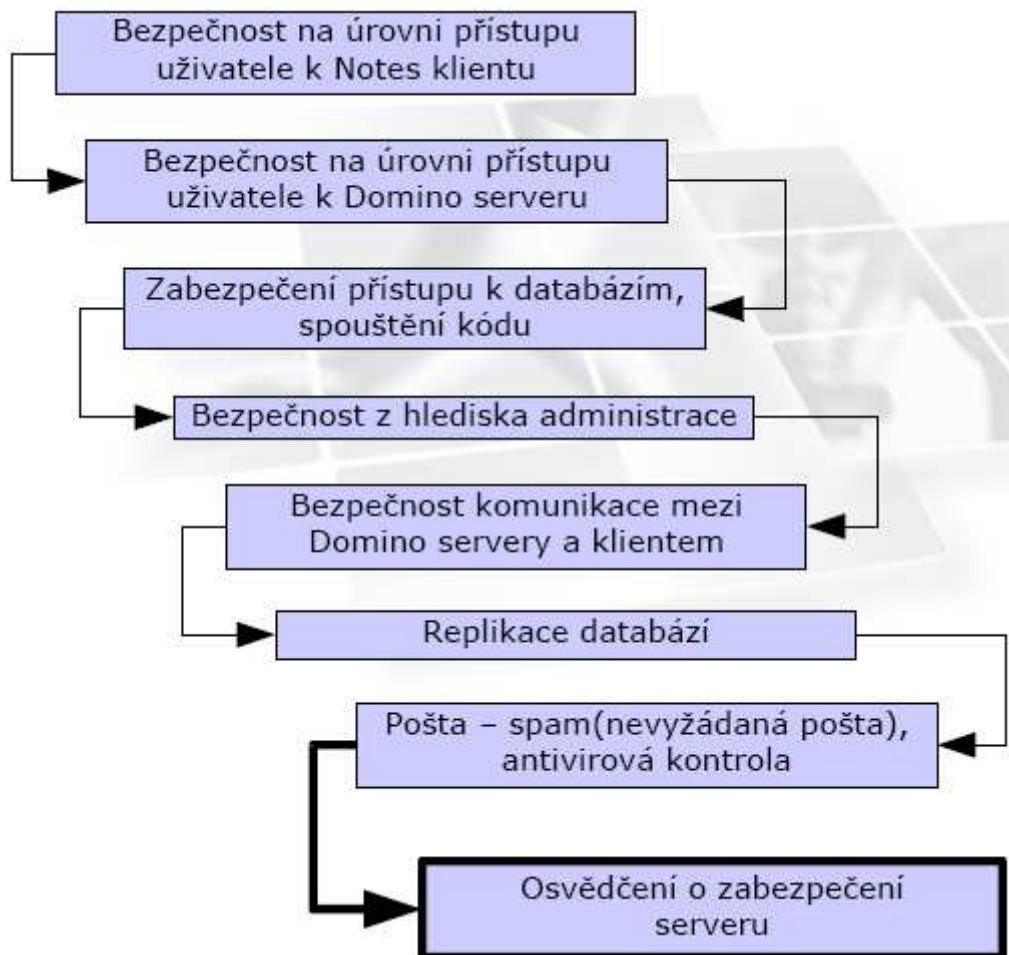 Bezpečnost na úrovni přístupu
uživatele k Notes klientu
Bezpečnost na úrovni přístupu
uživatele k Domino serveru
Zabezpečení přístupu k databázím,
spouštění kódu
Bezpečnost z hlediska administrace
Bezpečnost komunikace mezi
Domino servery a klientem
Replikace databází
Pošta – spam(nevyžádaná pošta),
antivirová kontrola
Osvědčení o zabezpečení
serveru